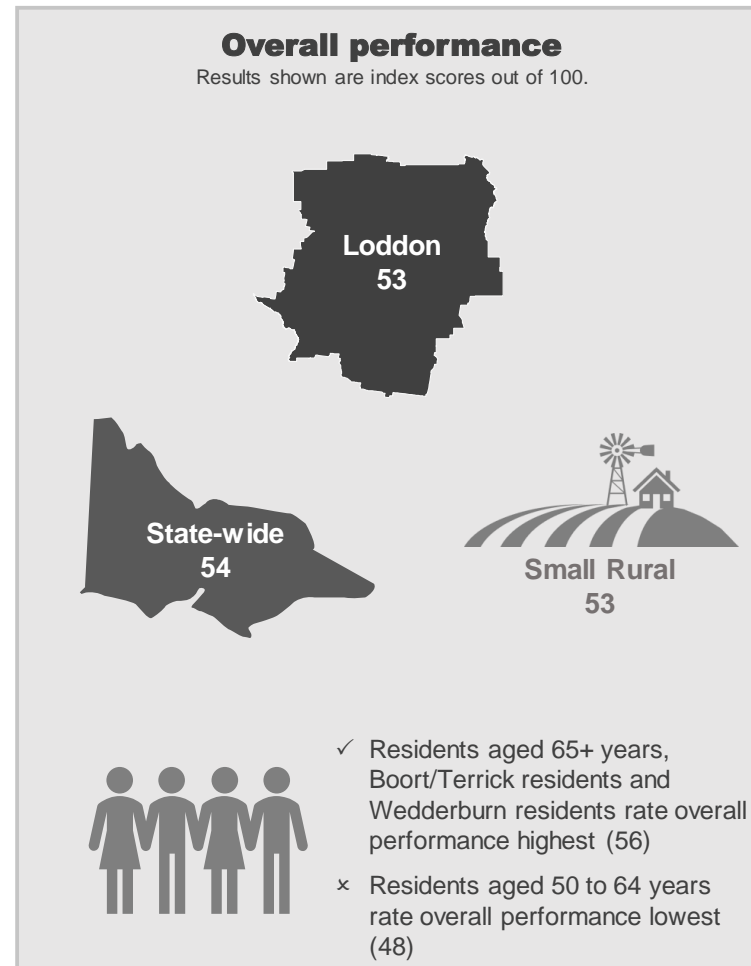 Overall performance
Results shown are index scores out of 100.
Loddon
53
State-wide
54
Small Rural
53
✓ Residents aged 65+ years,
Boort/Terrick residents and
Wedderburn residents rate overall
performance highest (56)
× Residents aged 50 to 64 years
rate overall performance lowest
(48)